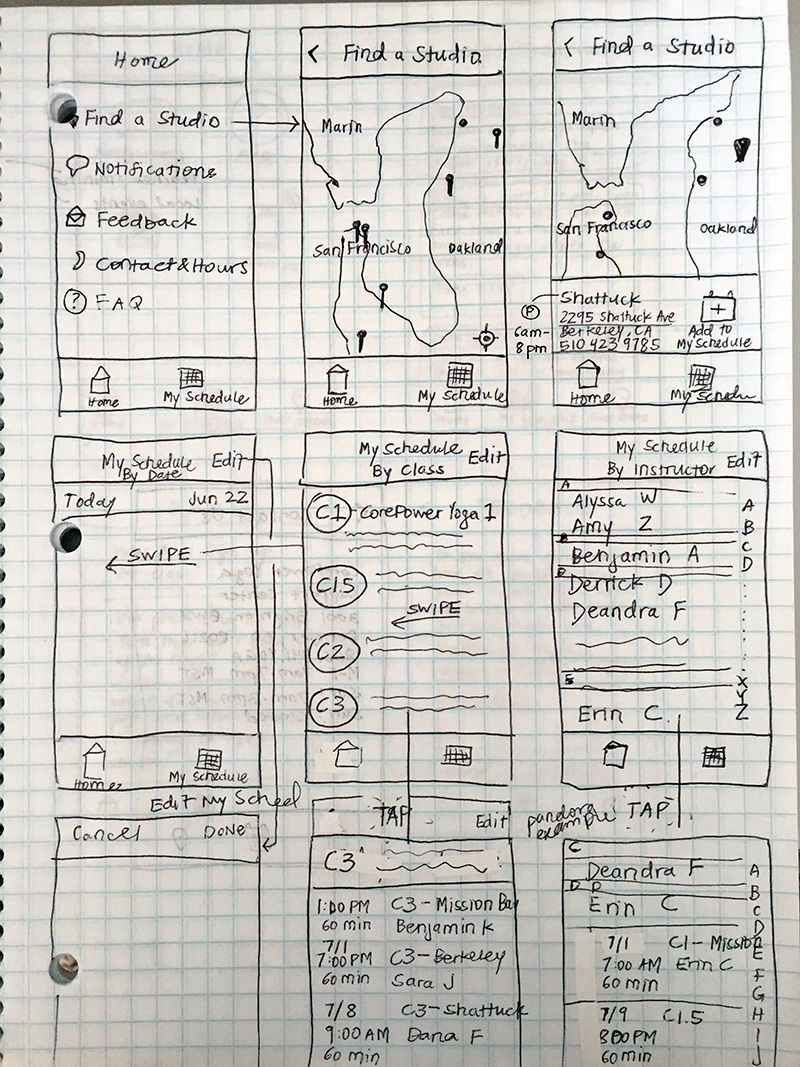 Home
Find a Studio
Notifications
Feedback
Contact & Hours
? FAQ
Home
My Schedule
< Find a Studio
Marin
San Francisco
Oakland
Home
My Schedule
< Find a Studio
Marin
San Francisco
Oakland
P
6am-
8pm
Shattuck
2295 Shattuck Ave
Berkeley, CA
510 423 9785
+
Add to
My Schedule
Home
My Schedu
My Schedule Edit
By Date
Today Jun 22
SWIPE
Home
My Schedule
My Schedule
By Class Edit
C1 - CorePower Yoga 1
C1.5
SWIPE
C2
C3
My Schedule
By Instructor Edit
A
Alyssa W
Amy Z
B
Benjamin A
D
Derrick D
Deandra F
E
Erin C.
A
B
C
D
X
Y
Z
Edit My Sched
Cancel DONE
TAP
Edit
C3
1:00 PM C3 - Mission Bay
60 min Benjamin K
7/1
7:00 PM C3 - Berkeley
60 min Sara J
7/8 C3 - Shattuck
9:00 AM Dana F
60 min
pandora
example
TAP
C
Deandra F
D
Erin C
7/1 C1 - Mission
7:00 AM Erin C
60 min
7/9 C1.5
8:00 PM
60 min
A
B
C
D
E
F
G
H
I
J